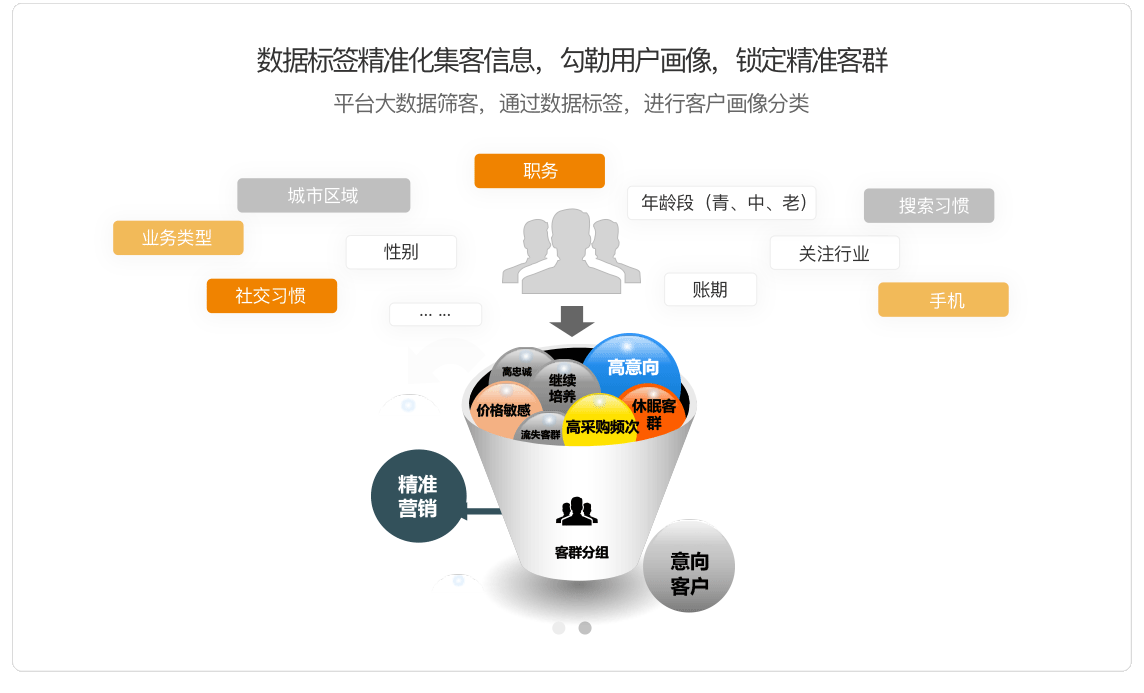 数据标签精准化集客信息，勾勒用户画像，锁定精准客群
平台大数据筛客，通过数据标签，进行客户画像分类
职务
城市区域
年龄段（青、中、老）
搜索习惯
业务类型
性别
关注行业
社交习惯
账期
手机
... ...
高意向
高忠诚
继续
培养
价格敏感
休眠客
群
高采购频次
流失客群
精准
营销
客群分组
意向
客户